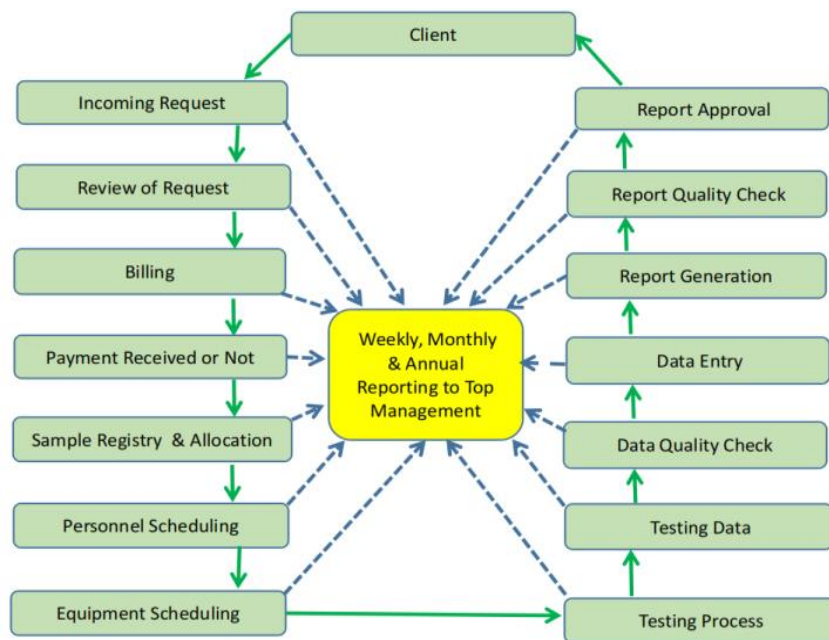 Client
Incoming Request
Review of Request
Billing
Payment Received or Not
Sample Registry & Allocation
Personnel Scheduling
Equipment Scheduling
Weekly, Monthly
& Annual
Reporting to Top
Management
Report Approval
Report Quality Check
Report Generation
Data Entry
Data Quality Check
Testing Data
Testing Process